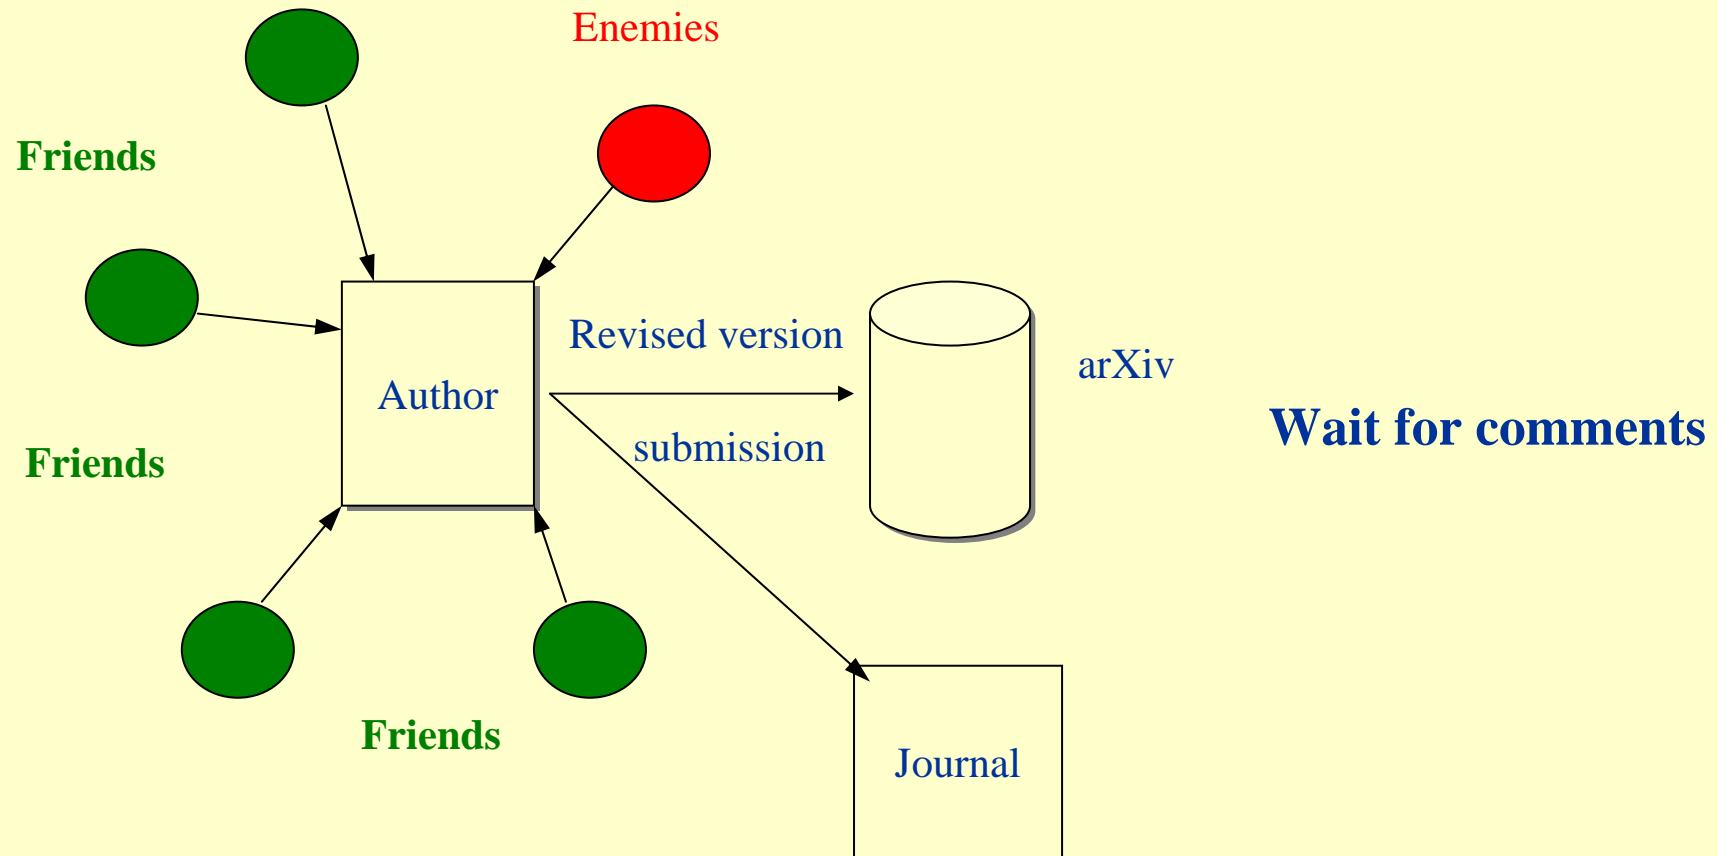 Enemies
Friends
Revised version
arXiv
Author
Wait for comments
submission
Friends
Friends
Journal